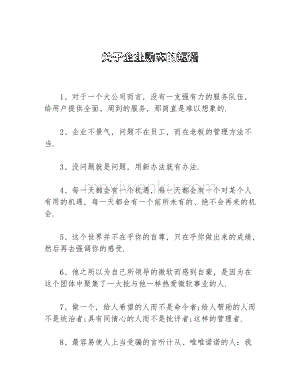 关于企业励志的短语
1、对于一个大公司而言，没有一支强有力的服务队伍，
给用户提供全面、周到的服务，那简直是难以想象的.
2、企业不景气，问题不在员工，而在老板的管理方法不
当.
3、没问题就是问题，用新办法就有办法.
4、每一天都会有一个机遇，每一天都会有一个对某个人
有用的机遇，每一天都会有一个前所未有的、绝不会再来的机
会.
5、这个世界并不在乎你的自尊，只在乎你做出来的成绩，
然后再去强调你的感受.
6、他之所以为自己所领导的微软而感到自豪，是因为在
这个团体中聚集了一大批与他一样热爱微软事业的人.
7、做一个，给人希望的人而不是命令者;给人帮助的人而
不是统治者;具有同情心的人而不是批评者;这样的管理者.
8、最容易使人上当受骗的言听计从、唯唯诺诺的人：我